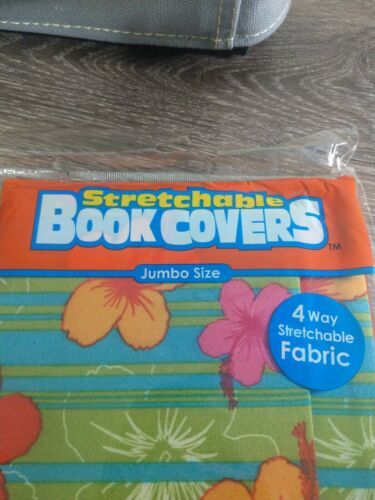 Stretchable
BOOK COVERS
TM
Jumbo Size
4 Way
Stretchable
Fabric